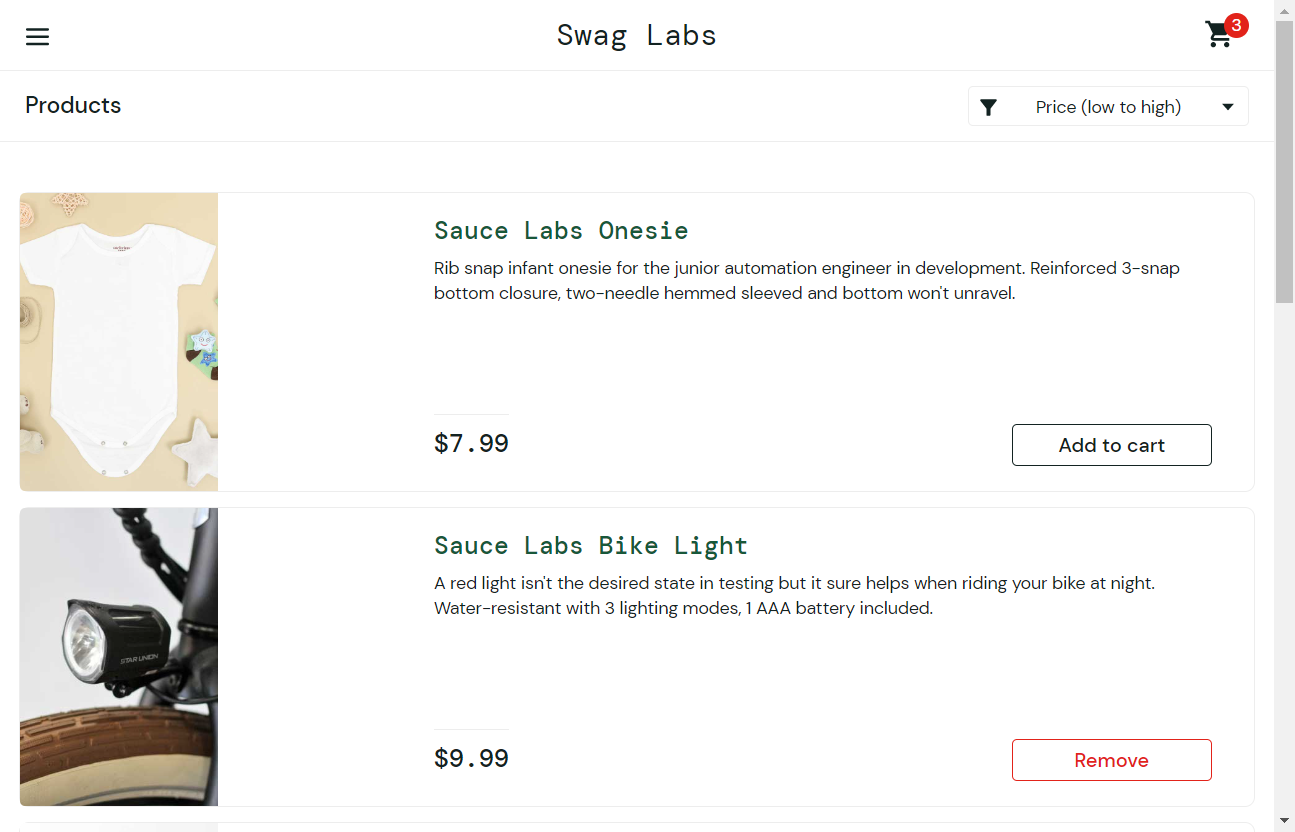 Swag Labs
3
Products
Price (low to high)
Sauce Labs Onesie
Rib snap infant onesie for the junior automation engineer in development. Reinforced 3-snap
bottom closure, two-needle hemmed sleeved and bottom won't unravel.
$7.99
Add to cart
Sauce Labs Bike Light
A red light isn't the desired state in testing but it sure helps when riding your bike at night.
Water-resistant with 3 lighting modes, 1 AAA battery included.
STAR UNION
$9.99
Remove